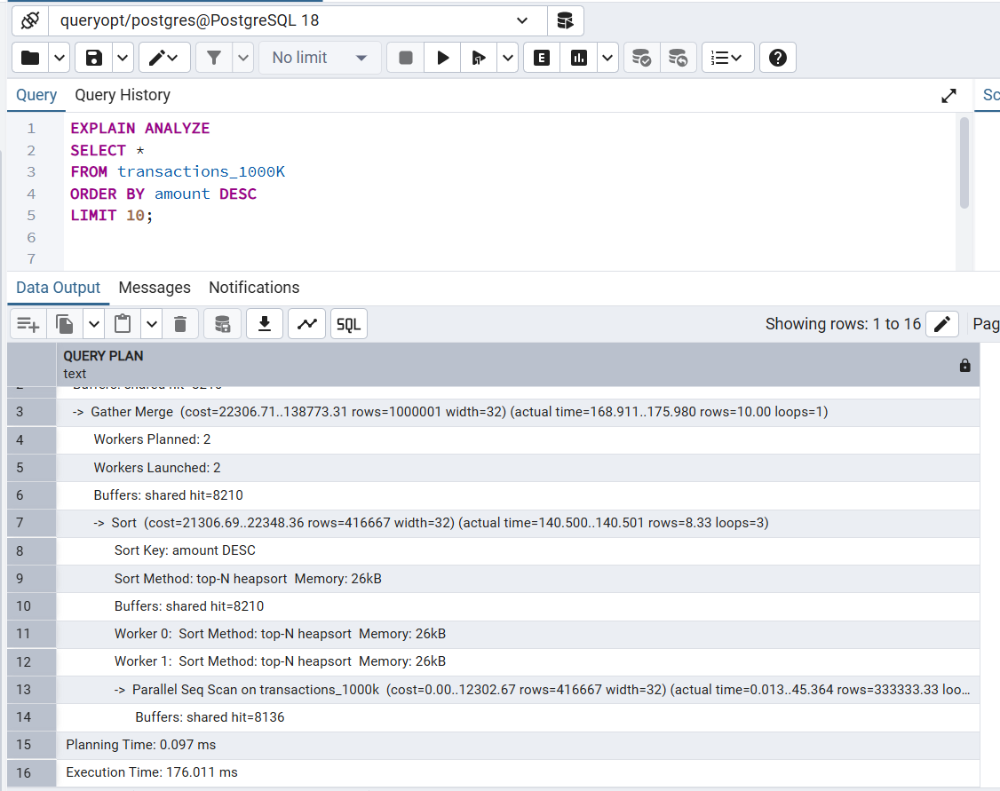 queryopt/postgres@PostgreSQL 18
No limit
E
Query Query History
Sc
1 EXPLAIN ANALYZE
2 SELECT *
3 FROM transactions_1000K
4 ORDER BY amount DESC
5 LIMIT 10;
6
7
Data Output Messages Notifications
SQL
Showing rows: 1 to 16
Pag
QUERY PLAN
text
3 -> Gather Merge (cost=22306.71..138773.31 rows=1000001 width=32) (actual time=168.911..175.980 rows=10.00 loops=1)
4 Workers Planned: 2
5 Workers Launched: 2
6 Buffers: shared hit=8210
7 -> Sort (cost=21306.69..22348.36 rows=416667 width=32) (actual time=140.500..140.501 rows=8.33 loops=3)
8 Sort Key: amount DESC
9 Sort Method: top-N heapsort Memory: 26kB
10 Buffers: shared hit=8210
11 Worker 0: Sort Method: top-N heapsort Memory: 26kB
12 Worker 1: Sort Method: top-N heapsort Memory: 26kB
13 -> Parallel Seq Scan on transactions_1000k (cost=0.00..12302.67 rows=416667 width=32) (actual time=0.013..45.364 rows=333333.33 loo...
14 Buffers: shared hit=8136
15 Planning Time: 0.097 ms
16 Execution Time: 176.011 ms